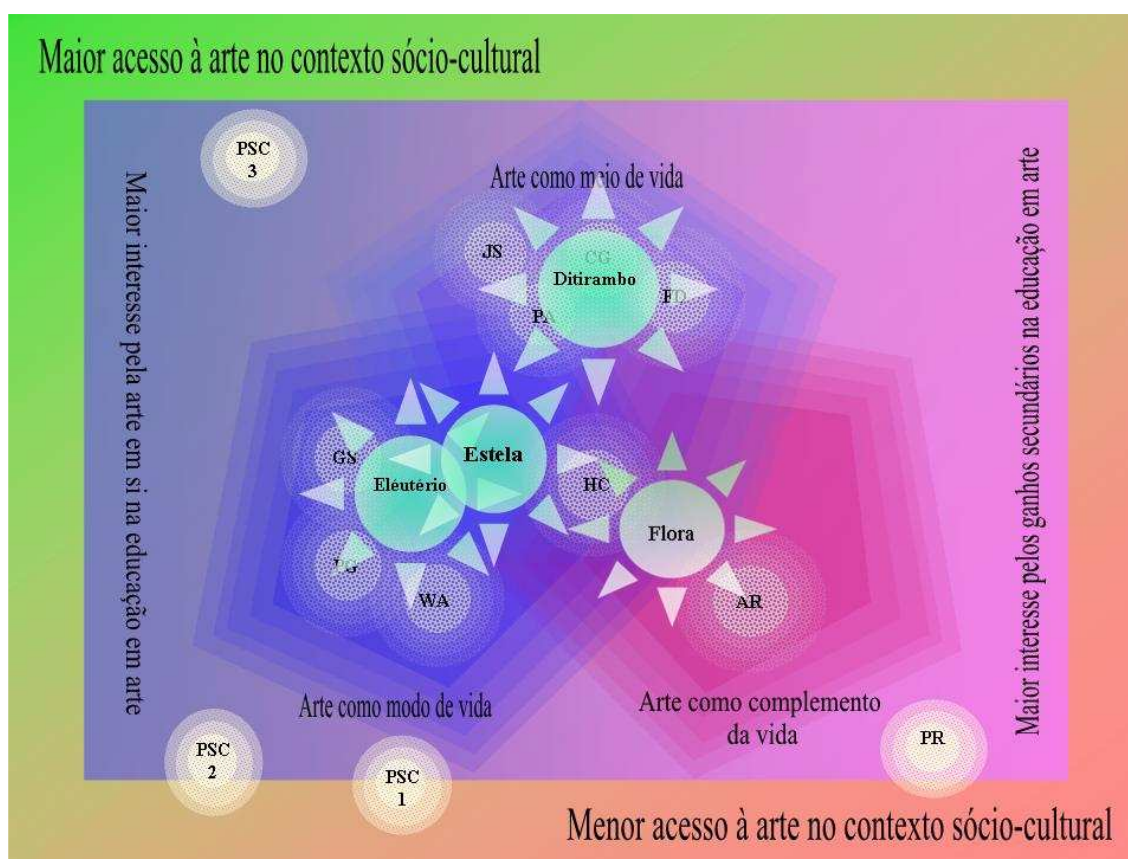 Maior acesso à arte no contexto sócio-cultural
PSC
3
Arte como meio de vida
Maior interesse pela arte em si na educação em arte
Maior interesse pelos ganhos secundários na educação em arte
JS
CG
Ditirambo
PA
Estela
GS
Eléutério
HC
Flora
WA
AR
Arte como modo de vida
Arte como complemento
da vida
PSC
2
PSC
1
PR
Menor acesso à arte no contexto sócio-cultural